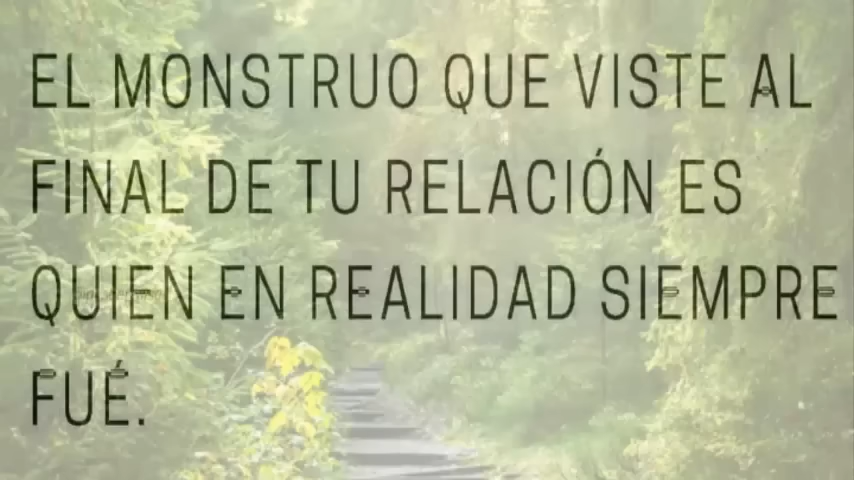 EL MONSTRUO QUE VISTE AL
FINAL DE TU RELACIÓN ES
QUIEN EN REALIDAD SIEMPRE
FUÉ.